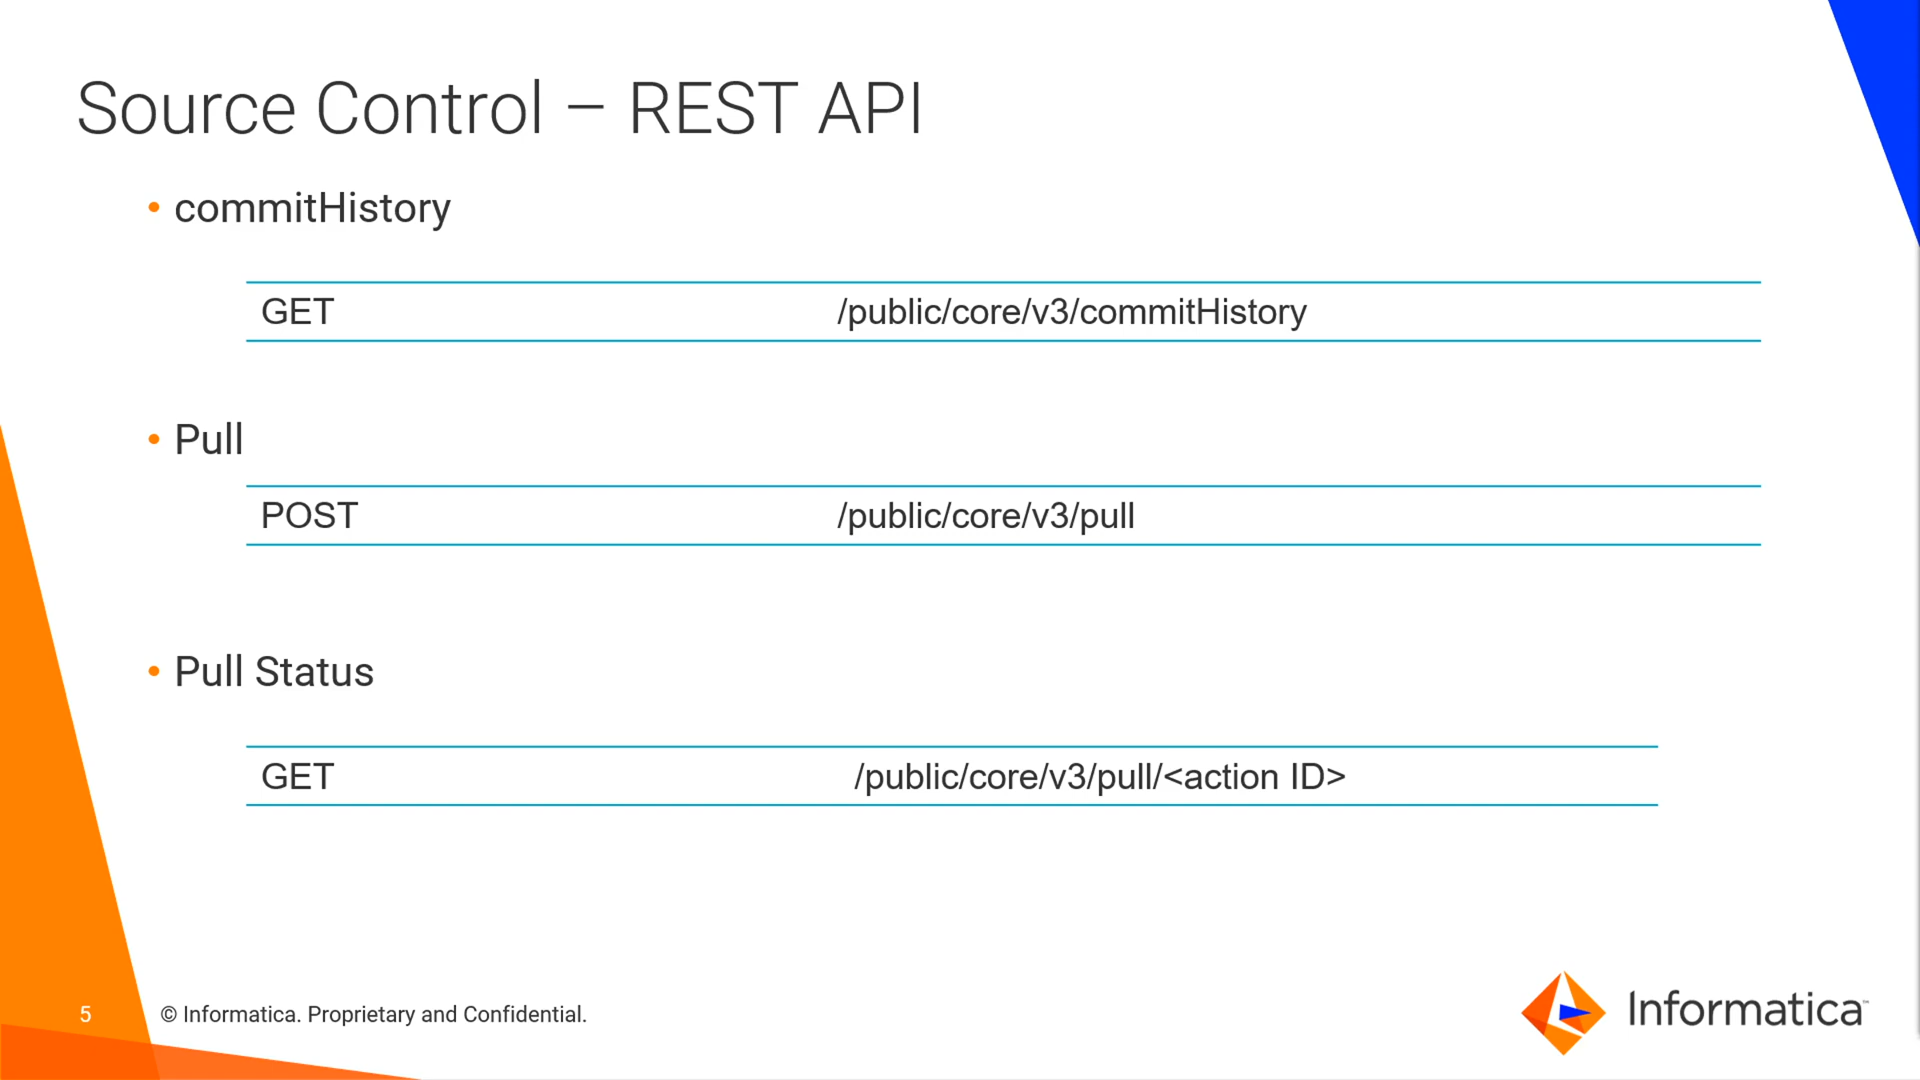 Source Control – REST API
• commitHistory
GET /public/core/v3/commitHistory
• Pull
POST /public/core/v3/pull
• Pull Status
GET /public/core/v3/pull/<action ID>
5 © Informatica. Proprietary and Confidential.
Informatica™